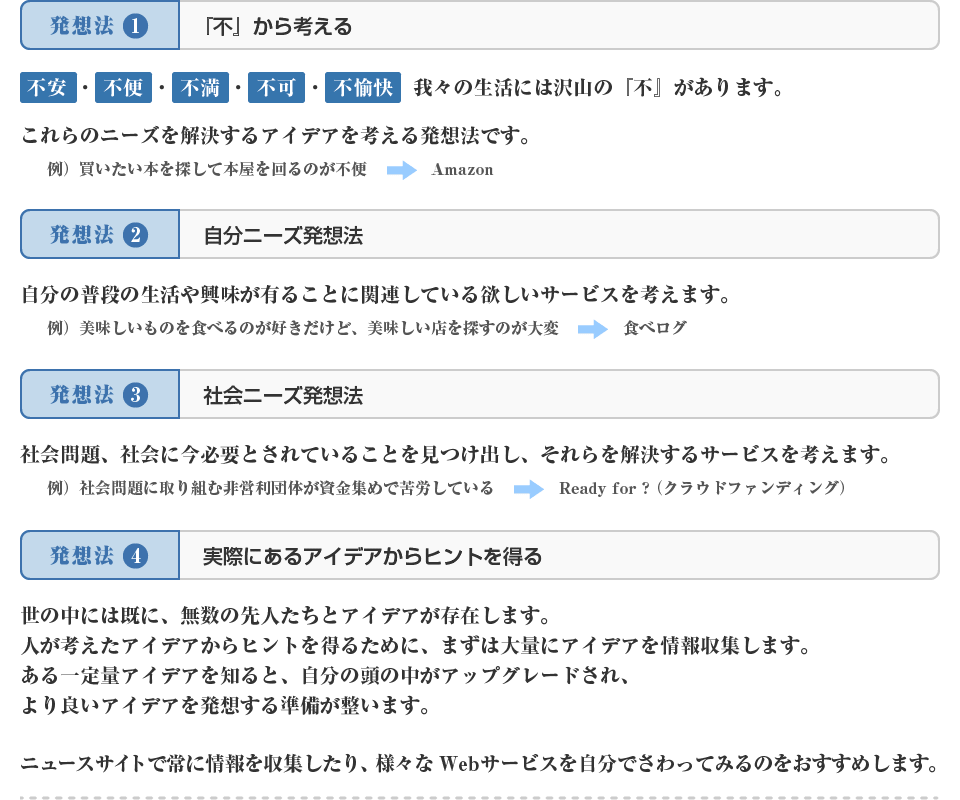 発想法 1 『不』から考える
不安・不便・不満・不可・不愉快 我々の生活には沢山の『不』があります。
これらのニーズを解決するアイデアを考える発想法です。
例）買いたい本を探して本屋を回るのが不便 ➡ Amazon
発想法 2 自分ニーズ発想法
自分の普段の生活や興味が有ることに関連している欲しいサービスを考えます。
例）美味しいものを食べるのが好きだけど、美味しい店を探すのが大変 ➡ 食べログ
発想法 3 社会ニーズ発想法
社会問題、社会に今必要とされていることを見つけ出し、それらを解決するサービスを考えます。
例）社会問題に取り組む非営利団体が資金集めで苦労している ➡ Ready for ?（クラウドファンディング）
発想法 4 実際にあるアイデアからヒントを得る
世の中には既に、無数の先人たちとアイデアが存在します。
人が考えたアイデアからヒントを得るために、まずは大量にアイデアを情報収集します。
ある一定量アイデアを知ると、自分の頭の中がアップグレードされ、
より良いアイデアを発想する準備が整います。
ニュースサイトで常に情報を収集したり、様々な Webサービスを自分でさわってみるのをおすすめします。